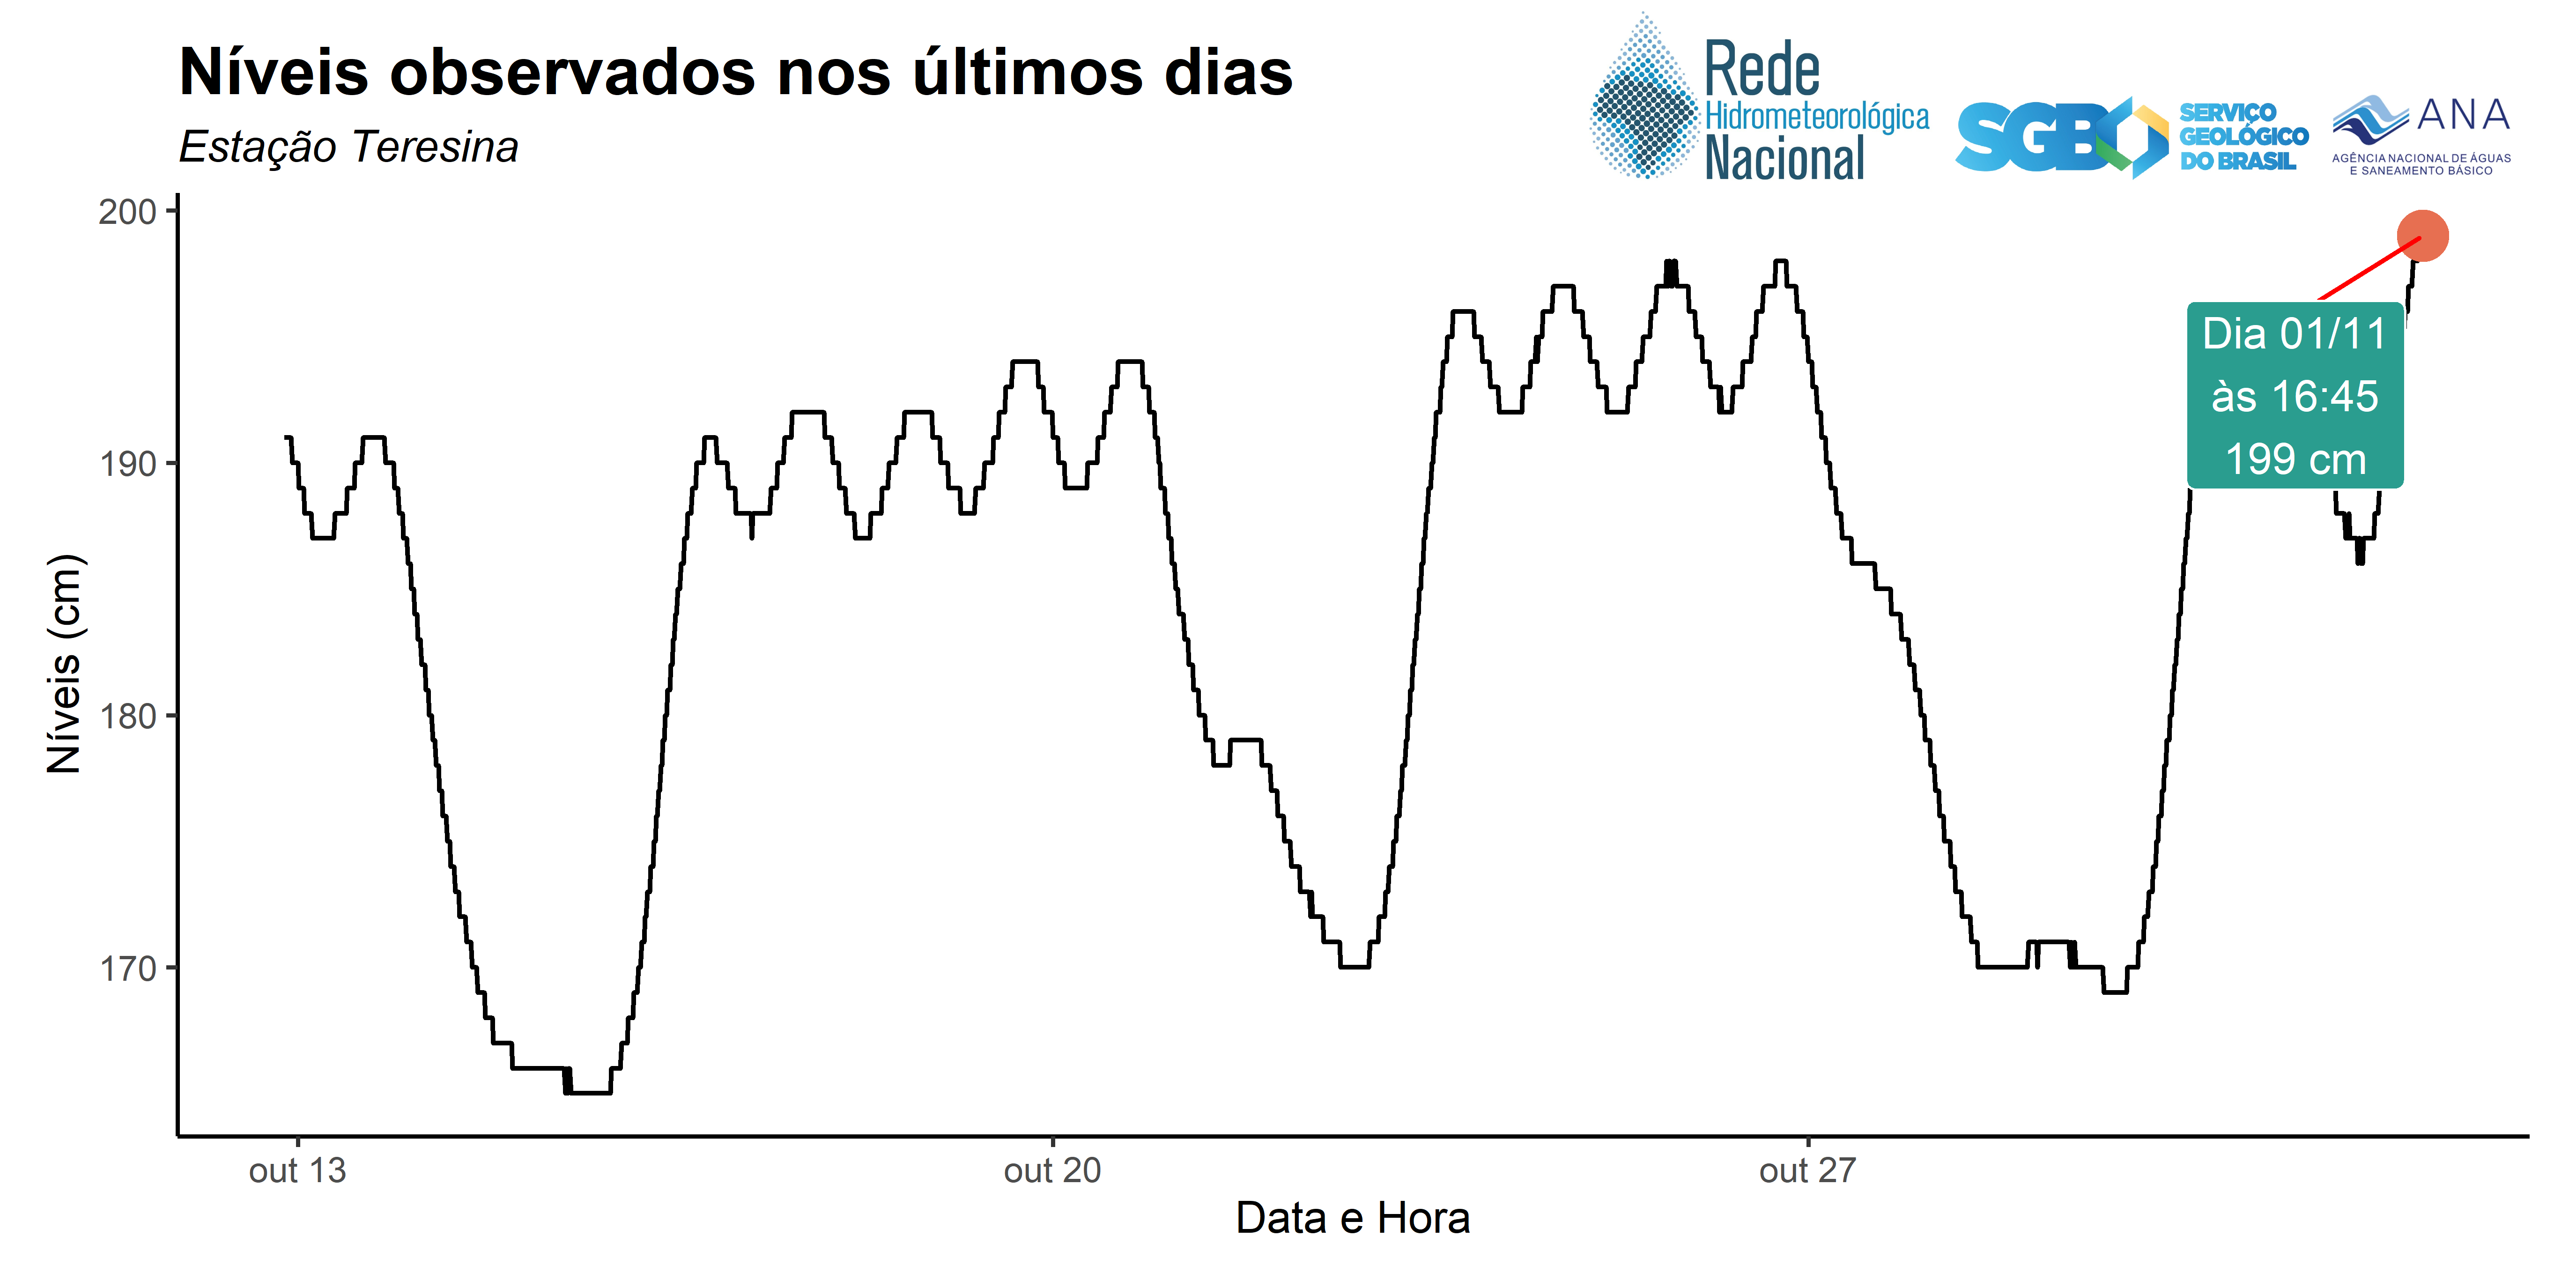 Níveis observados nos últimos dias
Estação Teresina
Rede
Hidrometeorológica
Nacional
SGB
SERVIÇO
GEOLÓGICO
DO BRASIL
ANA
AGÊNCIA NACIONAL DE ÁGUAS
E SANEAMENTO BÁSICO
200
190
180
170
Níveis (cm)
Dia 01/11
às 16:45
199 cm
out 13
out 20
out 27
Data e Hora